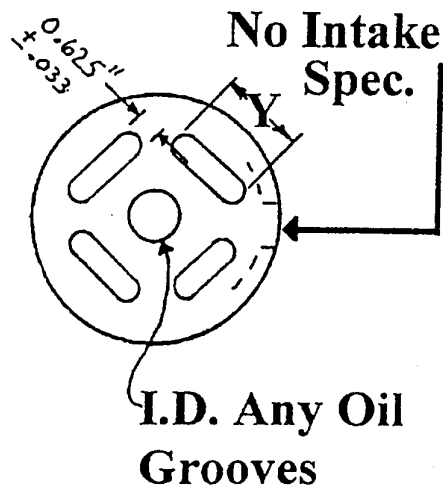 No Intake
Spec.
0.625"
±.033
Y
I.D. Any Oil
Grooves